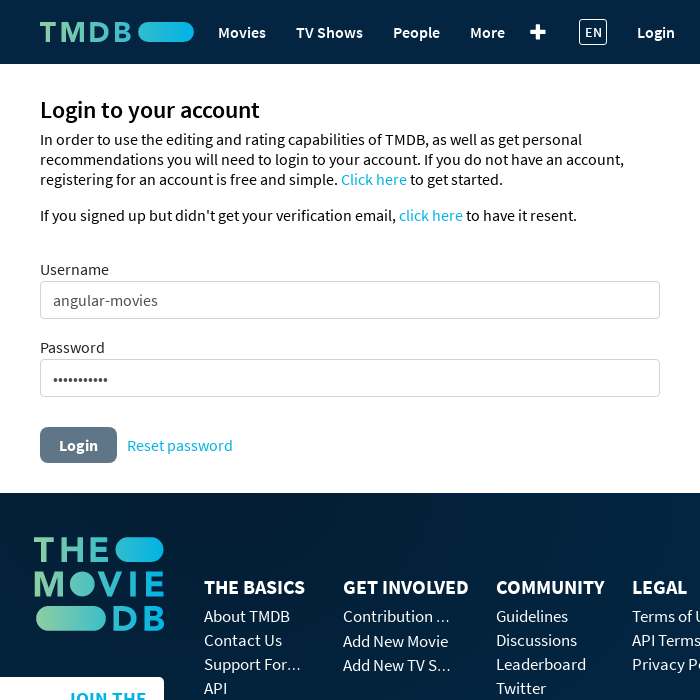 TMDB Movies TV Shows People More EN Login
Login to your account
In order to use the editing and rating capabilities of TMDB, as well as get personal
recommendations you will need to login to your account. If you do not have an account,
registering for an account is free and simple. Click here to get started.
If you signed up but didn't get your verification email, click here to have it resent.
Username
angular-movies
Password
•••••••••••
Login Reset password
THE
MOVIE
DB
JOIN THE
THE BASICS
About TMDB
Contact Us
Support For...
API
GET INVOLVED
Contribution ...
Add New Movie
Add New TV S...
COMMUNITY
Guidelines
Discussions
Leaderboard
Twitter
LEGAL
Terms of U
API Terms
Privacy Po